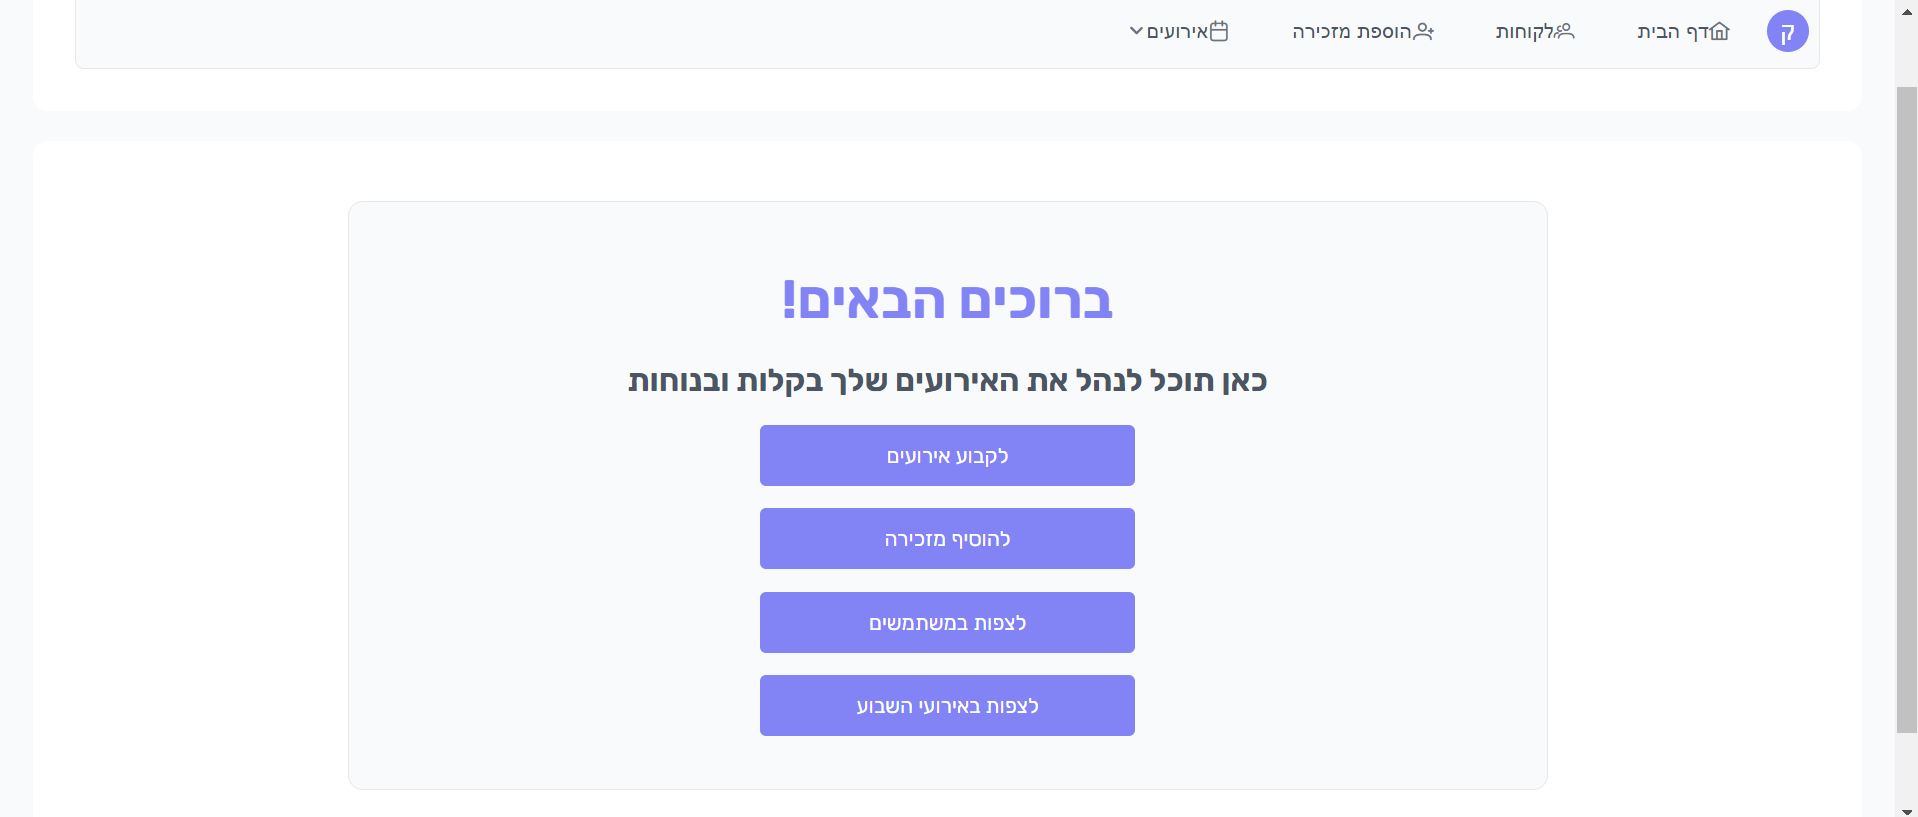 ק
דף הבית
לקוחות
הוספת מזכירה
אירועים
ברוכים הבאים!
כאן תוכל לנהל את האירועים שלך בקלות ובנוחות
לקבוע אירועים
להוסיף מזכירה
לצפות במשתמשים
לצפות באירועי השבוע